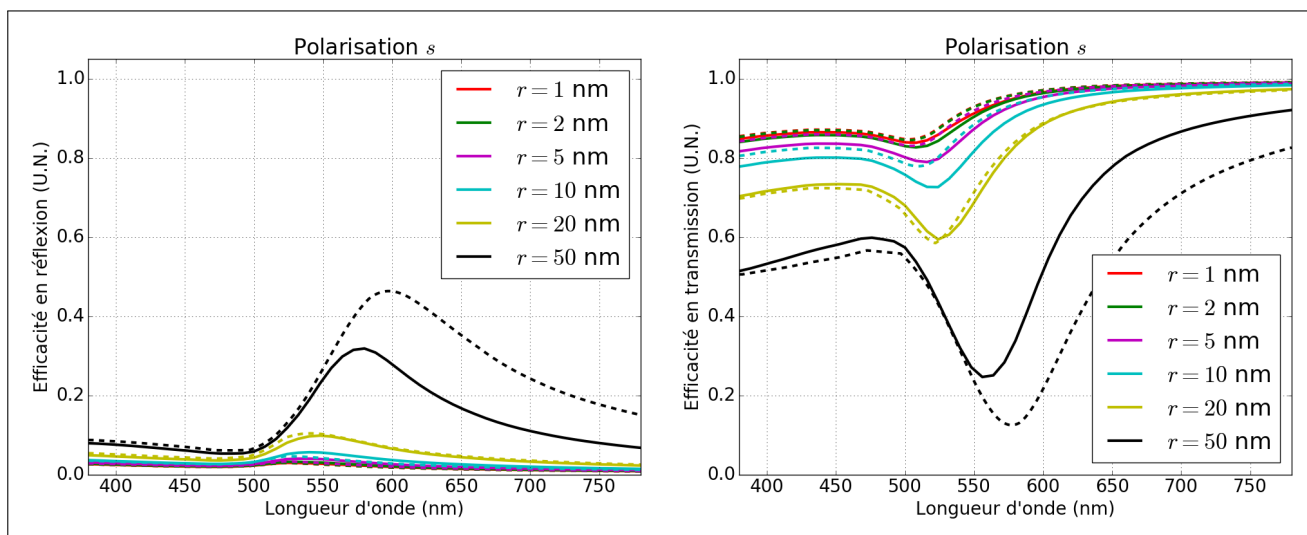 Polarisation s
Efficacité en réflexion (U.N.)
1.0
0.8
0.6
0.4
0.2
0.0
400 450 500 550 600 650 700 750
Longueur d'onde (nm)
r = 1 nm
r = 2 nm
r = 5 nm
r = 10 nm
r = 20 nm
r = 50 nm
Polarisation s
Efficacité en transmission (U.N.)
1.0
0.8
0.6
0.4
0.2
0.0
400 450 500 550 600 650 700 750
Longueur d'onde (nm)
r = 1 nm
r = 2 nm
r = 5 nm
r = 10 nm
r = 20 nm
r = 50 nm